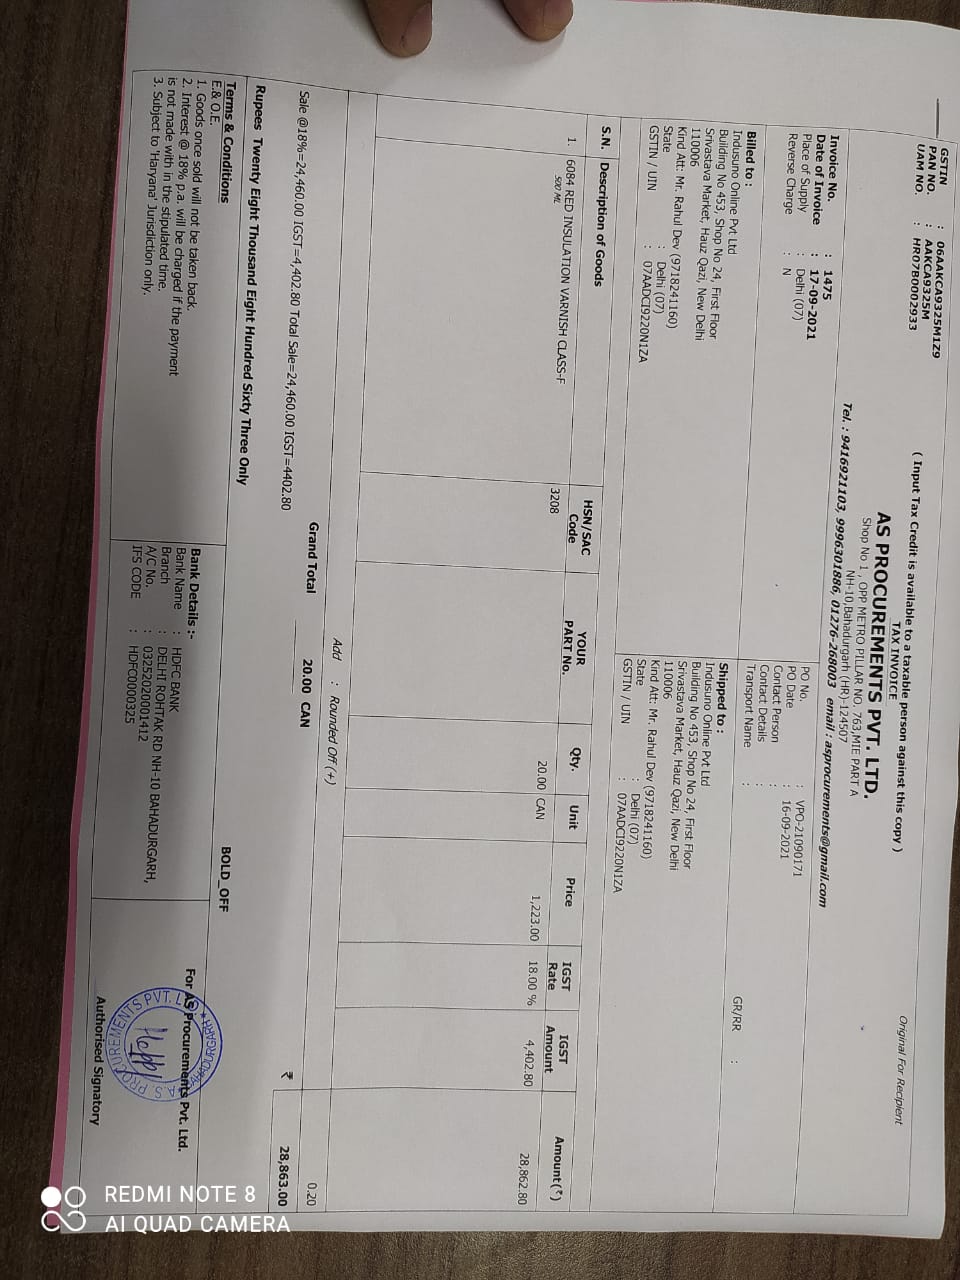 GSTIN : 06AAKCA9325M1Z9
PAN NO. : AAKCA9325M
UAM NO. : HR07B0002933
( Input Tax Credit is available to a taxable person against this copy )
Original For Recipient
TAX INVOICE
AS PROCUREMENTS PVT. LTD.
Shop No 1 , OPP METRO PILLAR NO. 763,MIE PART A
NH-10,Bahadurgarh (HR)-124507
Tel. : 9416921103, 9996301886, 01276-268003 email : asprocurements@gmail.com
Invoice No. : 1475
Date of Invoice : 17-09-2021
Place of Supply : Delhi (07)
Reverse Charge : N
PO No. : VPO-21090171
PO Date : 16-09-2021
Contact Person :
Contact Details :
Transport Name :
GR/RR :
Billed to :
Indusuno Online Pvt Ltd
Building No 453, Shop No 24, First Floor
Srivastava Market, Hauz Qazi, New Delhi
110006
Kind Att: Mr. Rahul Dev (9718241160)
State : Delhi (07)
GSTIN / UIN : 07AADCI9220N1ZA
Shipped to :
Indusuno Online Pvt Ltd
Building No 453, Shop No 24, First Floor
Srivastava Market, Hauz Qazi, New Delhi
110006
Kind Att: Mr. Rahul Dev (9718241160)
State : Delhi (07)
GSTIN / UIN : 07AADCI9220N1ZA
S.N. Description of Goods HSN/SAC Code YOUR PART No. Qty. Unit Price IGST Rate IGST Amount Amount(₹)
1. 6084 RED INSULATION VARNISH CLASS-F 3208 20.00 CAN 1,223.00 18.00 % 4,402.80 28,862.80
500 ML
Add : Rounded Off (+) 0.20
Grand Total 20.00 CAN ₹ 28,863.00
Sale @18%=24,460.00 IGST=4,402.80 Total Sale=24,460.00 IGST=4402.80
Rupees Twenty Eight Thousand Eight Hundred Sixty Three Only
BOLD_OFF
Terms & Conditions
E.& O.E.
1. Goods once sold will not be taken back.
2. Interest @ 18% p.a. will be charged if the payment
is not made with in the stipulated time.
3. Subject to 'Haryana' Jurisdiction only.
Bank Details :-
Bank Name : HDFC BANK
Branch : DELHI ROHTAK RD NH-10 BAHADURGARH,
A/C No. : 03252020001412
IFS CODE : HDFC0000325
For AS Procurements Pvt. Ltd.
A.S. PROCUREMENTS PVT. LTD.
Authorised Signatory
REDMI NOTE 8
AI QUAD CAMERA